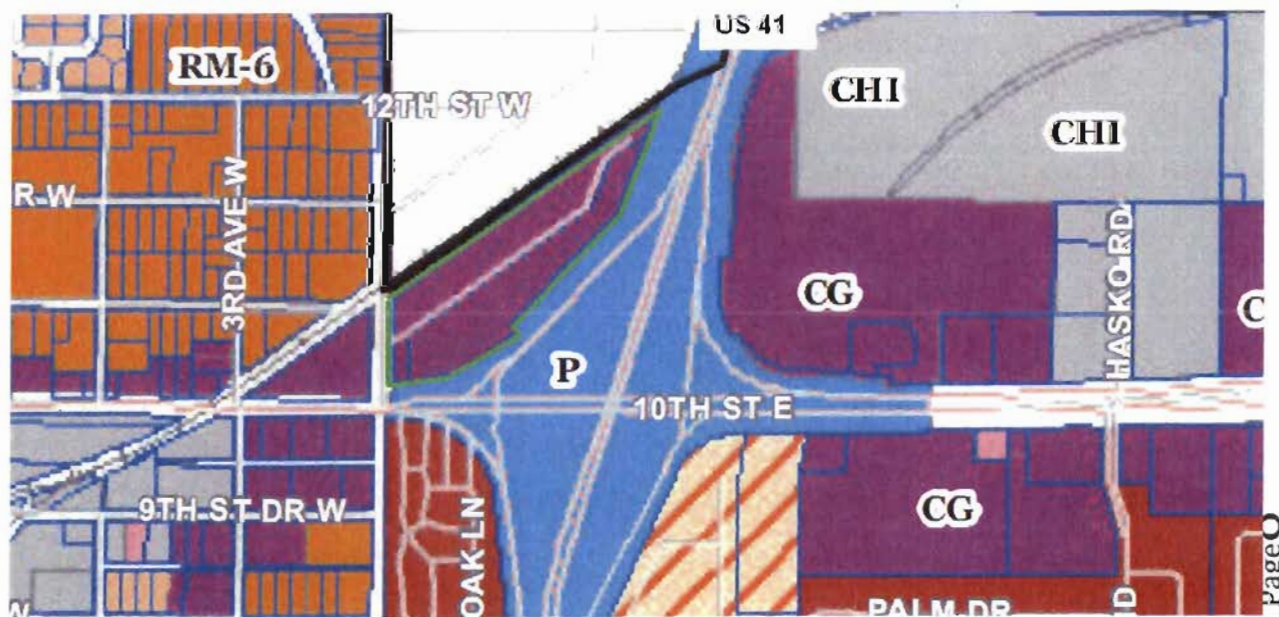 US 41
RM-6
CHI
12TH ST W
CHI
R W
3RD AVE W
HASKO RD
CG
C
P
10TH ST E
9TH ST DR W
CG
OAK LN
PALM DR
D
PageO
W